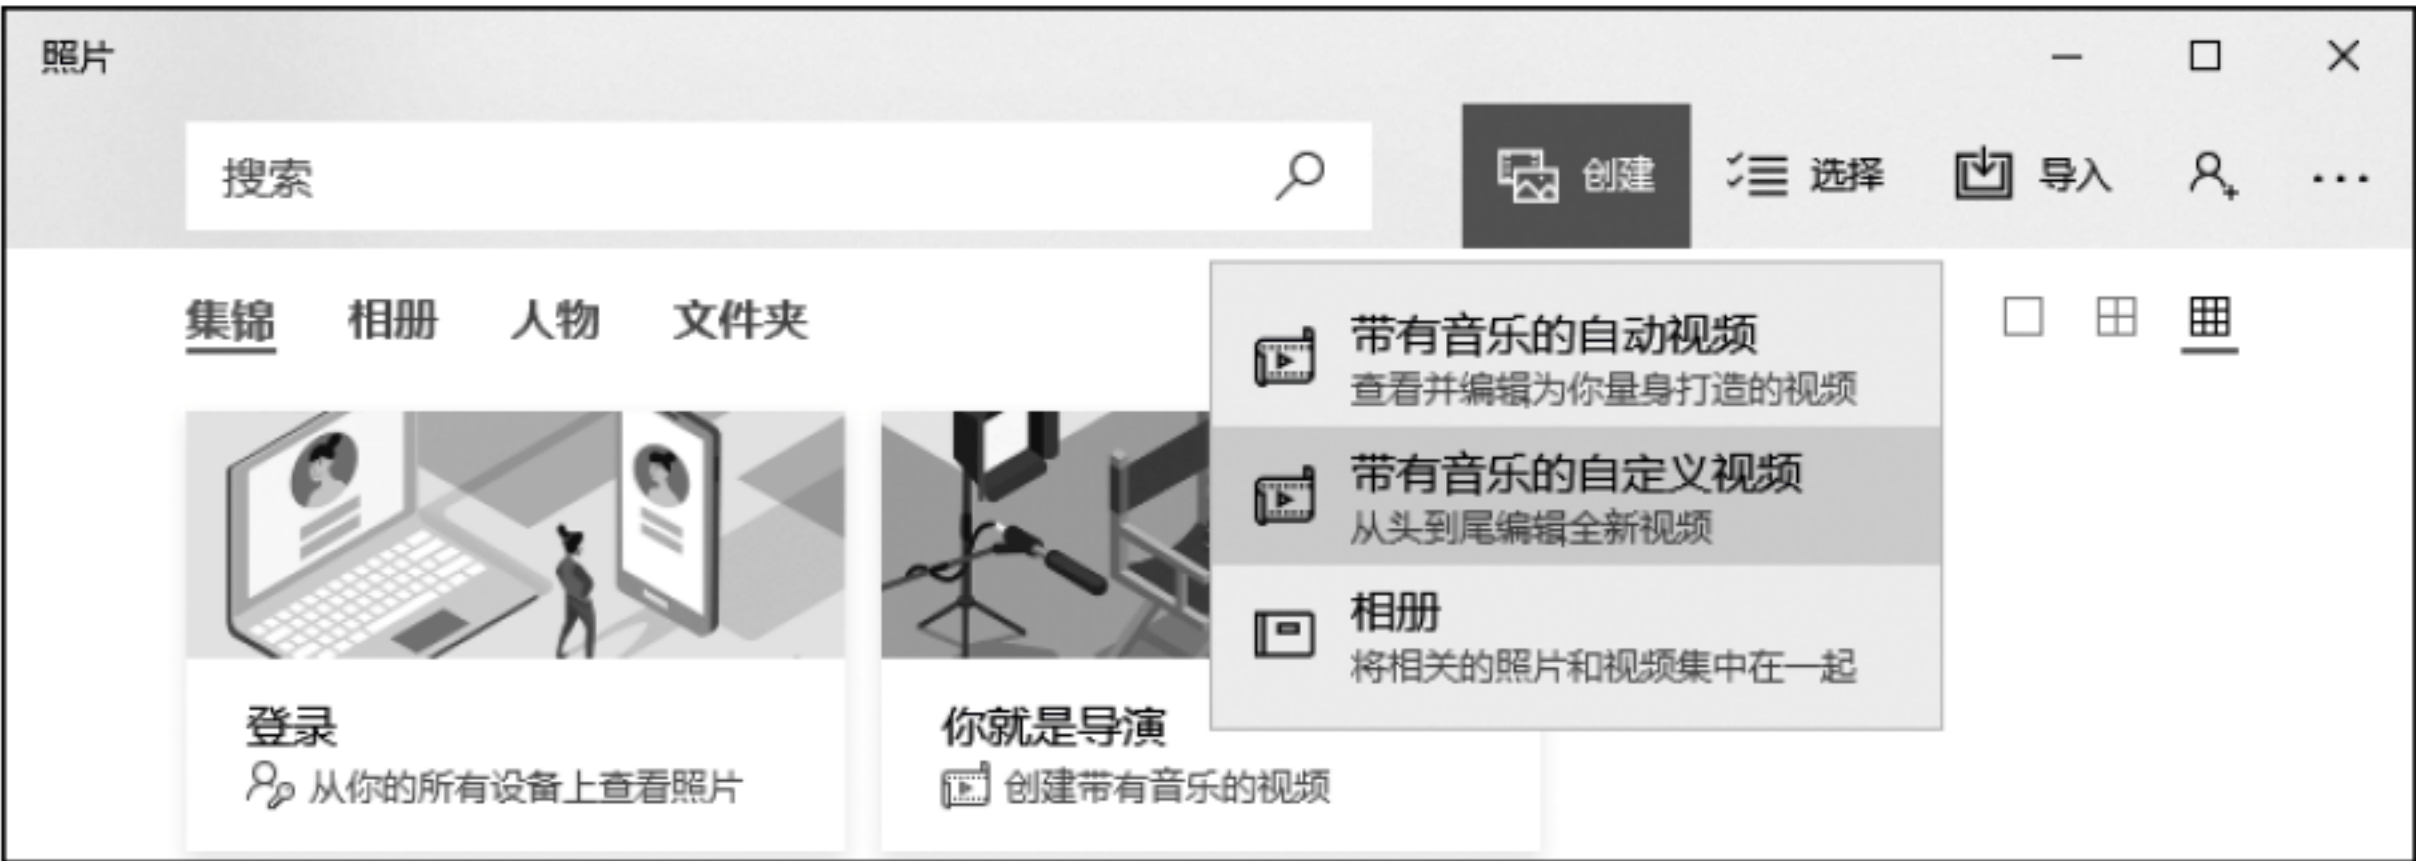 照片
搜索
创建 选择 导入
集锦 相册 人物 文件夹
带有音乐的自动视频
查看并编辑为你量身打造的视频
带有音乐的自定义视频
从头到尾编辑全新视频
相册
将相关的照片和视频集中在一起
登录
从你的所有设备上查看照片
你就是导演
创建带有音乐的视频